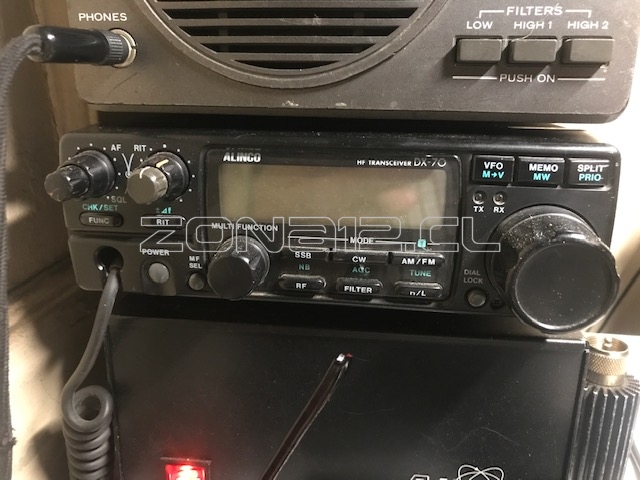 PHONES
FILTERS
LOW HIGH 1 HIGH 2
PUSH ON
AF RIT
SQL
CHK/SET
FUNC RIT
POWER
ALINCO
HF TRANSCEIVER DX-70
MULTI FUNCTION
MODE
MF
SEL
SSB CW AM/FM
NB AGC TUNE
RF FILTER H/L
VFO MEMO SPLIT
M→V MW PRIO
TX RX
DIAL
LOCK
ZONA12.CL